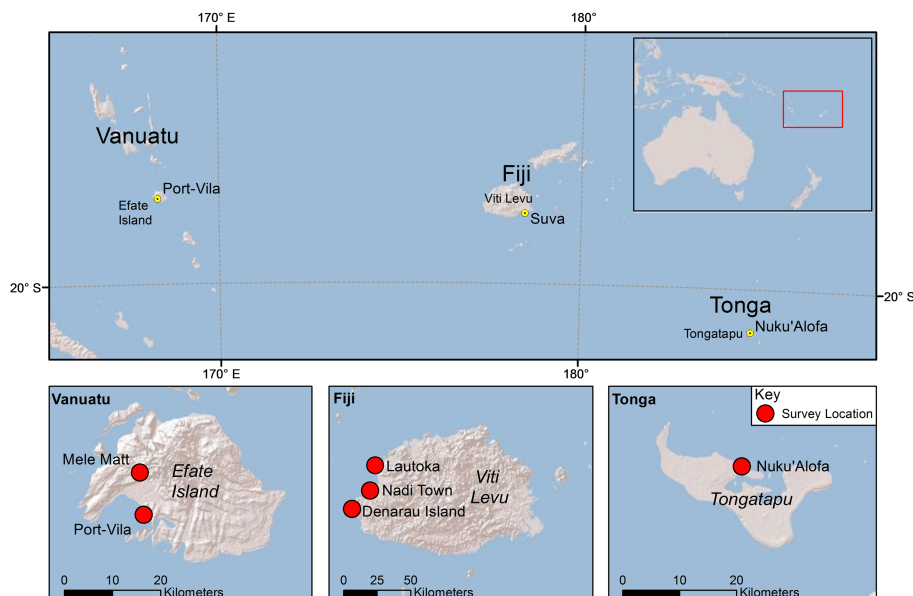 170° E
180°
Vanuatu
Port-Vila
Efate
Island
Fiji
Viti Levu
Suva
20° S
20° S
Tonga
Tongatapu
Nuku'Alofa
170° E
180°
Vanuatu
Mele Matt
Efate
Island
Port-Vila
0 10 20
Kilometers
Fiji
Lautoka
Nadi Town
Denarau Island
Viti
Levu
0 25 50
Kilometers
Tonga
Key
Survey Location
Nuku'Alofa
Tongatapu
0 10 20
Kilometers